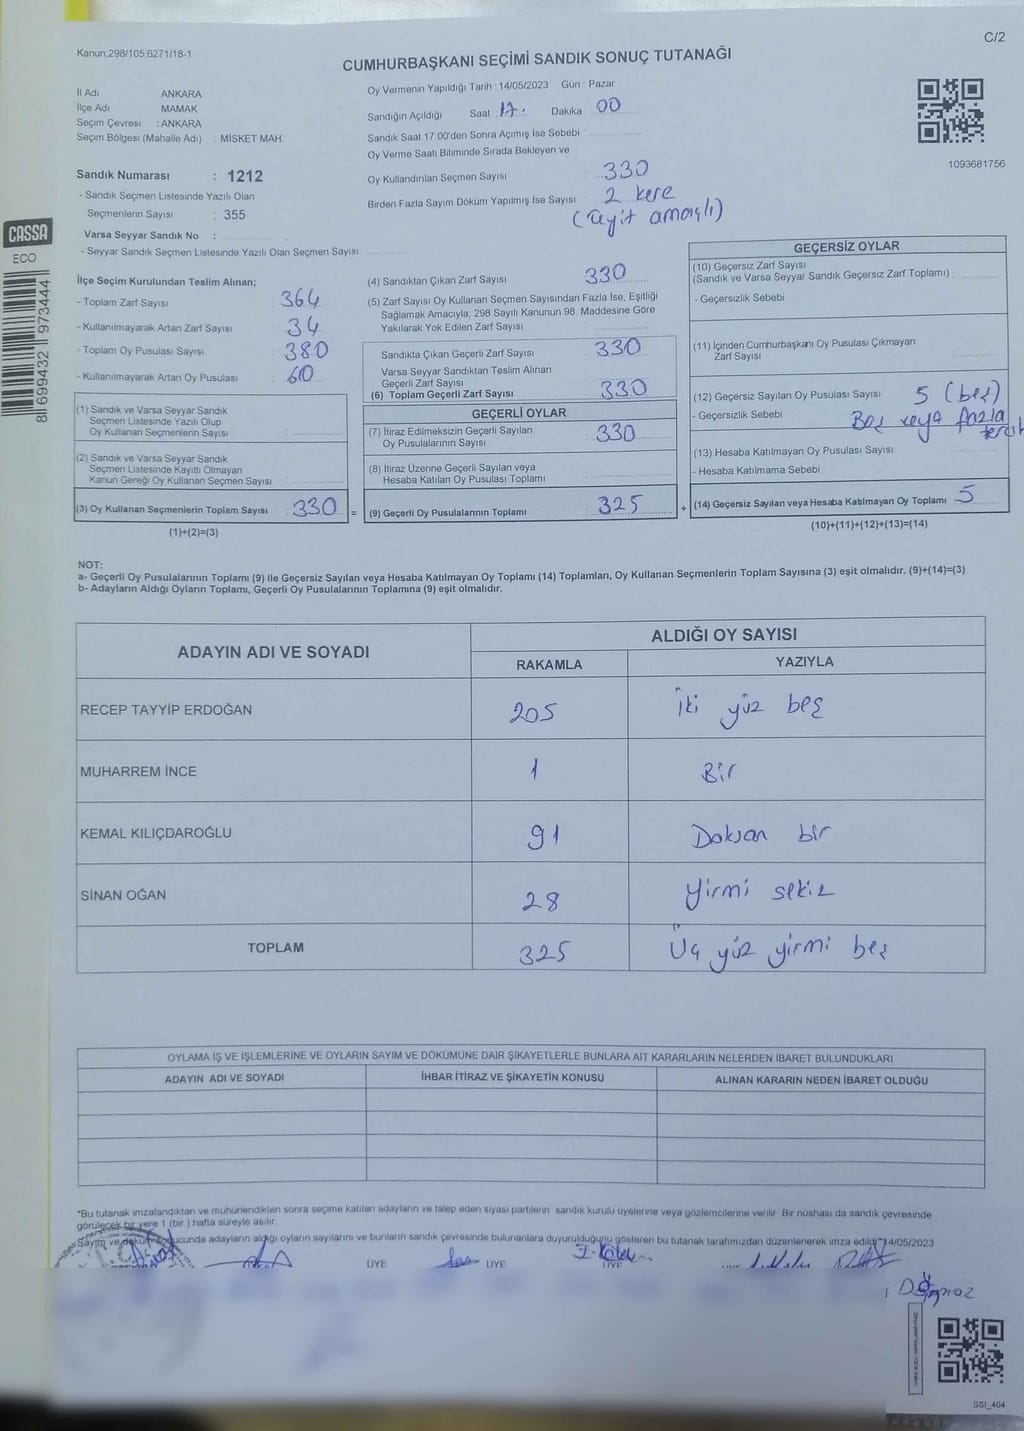 C/2
Kanun,298/105,6271/18-1
CUMHURBAŞKANI SEÇİMİ SANDIK SONUÇ TUTANAĞI
İl Adı ANKARA
İlçe Adı MAMAK
Seçim Çevresi : ANKARA
Seçim Bölgesi (Mahalle Adı) : MİSKET MAH.
Sandık Numarası : 1212
- Sandık Seçmen Listesinde Yazılı Olan
Seçmenlerin Sayısı : 355
Varsa Seyyar Sandık No :
- Seyyar Sandık Seçmen Listesinde Yazılı Olan Seçmen Sayısı
Oy Vermenin Yapıldığı Tarih : 14/05/2023 Gün : Pazar
Sandığın Açıldığı Saat : 17. Dakika 00
Sandık Saat 17 00'den Sonra Açımış İse Sebebi
Oy Verme Saati Bitiminde Sırada Bekleyen ve
Oy Kullandırılan Seçmen Sayısı 330
Birden Fazla Sayım Döküm Yapılmış İse Sayısı 2 kere
(Teyit amaçlı)
1093681756
CASSA
ECO
8 699432 973444
İlçe Seçim Kurulundan Teslim Alınan;
- Toplam Zarf Sayısı 364
- Kullanılmayarak Artan Zarf Sayısı 34
- Toplam Oy Pusulası Sayısı 380
- Kullanılmayarak Artan Oy Pusulası 60
(1) Sandık ve Varsa Seyyar Sandık
Seçmen Listesinde Yazılı Olup
Oy Kullanan Seçmenlerin Sayısı
(2) Sandık ve Varsa Seyyar Sandık
Seçmen Listesinde Kayıtlı Olmayan
Kanun Gereği Oy Kullanan Seçmen Sayısı
(3) Oy Kullanan Seçmenlerin Toplam Sayısı 330 =
(1)+(2)=(3)
(4) Sandıktan Çıkan Zarf Sayısı 330
(5) Zarf Sayısı Oy Kullanan Seçmen Sayısından Fazla İse, Eşitliği
Sağlamak Amacıyla, 298 Sayılı Kanunun 98. Maddesine Göre
Yakılarak Yok Edilen Zarf Sayısı
Sandıkta Çıkan Geçerli Zarf Sayısı 330
Varsa Seyyar Sandıktan Teslim Alınan
Geçerli Zarf Sayısı
(6) Toplam Geçerli Zarf Sayısı 330
GEÇERLİ OYLAR
(7) İtiraz Edilmeksizin Geçerli Sayılan
Oy Pusulalarının Sayısı 330
(8) İtiraz Üzerine Geçerli Sayılan veya
Hesaba Katılan Oy Pusulası Toplamı
(9) Geçerli Oy Pusulalarının Toplamı 325 +
GEÇERSİZ OYLAR
(10) Geçersiz Zarf Sayısı
(Sandık ve Varsa Seyyar Sandık Geçersiz Zarf Toplamı) :
- Geçersizlik Sebebi
(11) İçinden Cumhurbaşkanı Oy Pusulası Çıkmayan
Zarf Sayısı
(12) Geçersiz Sayılan Oy Pusulası Sayısı 5 (beş)
- Geçersizlik Sebebi : Boş veya fazla
tercih
(13) Hesaba Katılmayan Oy Pusulası Sayısı
- Hesaba Katılmama Sebebi
(14) Geçersiz Sayılan veya Hesaba Katılmayan Oy Toplamı 5
(10)+(11)+(12)+(13)=(14)
NOT:
a- Geçerli Oy Pusulalarının Toplamı (9) ile Geçersiz Sayılan veya Hesaba Katılmayan Oy Toplamı (14) Toplamları, Oy Kullanan Seçmenlerin Toplam Sayısına (3) eşit olmalıdır. (9)+(14)=(3)
b- Adayların Aldığı Oyların Toplamı, Geçerli Oy Pusulalarının Toplamına (9) eşit olmalıdır.
ADAYIN ADI VE SOYADI ALDIĞI OY SAYISI
RAKAMLA YAZIYLA
RECEP TAYYİP ERDOĞAN 205 İki yüz beş
MUHARREM İNCE 1 Bir
KEMAL KILIÇDAROĞLU 91 Doksan bir
SİNAN OĞAN 28 Yirmi sekiz
TOPLAM 325 Üç yüz yirmi beş
OYLAMA İŞ VE İŞLEMLERİNE VE OYLARIN SAYIM VE DÖKÜMÜNE DAİR ŞİKAYETLERLE BUNLARA AİT KARARLARIN NELERDEN İBARET BULUNDUKLARI
ADAYIN ADI VE SOYADI İHBAR İTİRAZ VE ŞİKAYETİN KONUSU ALINAN KARARIN NEDEN İBARET OLDUĞU
*Bu tutanak imzalandıktan ve mühürlendikten sonra seçime katılan adayların ve talep eden siyasi partilerin sandık kurulu üyelerine veya gözlemcilerine verilir. Bir nüshası da sandık çevresinde
görülecek bir yere 1 (bir ) hafta süreyle asılır.
Sayım ve döküm sonucunda adayların aldığı oyların sayılarını ve bunların sandık çevresinde bulunanlara duyurulduğunu gösteren bu tutanak tarafımızdan düzenlenerek imza edildi. 14/05/2023
ÜYE ÜYE ÜYE
SSI_404